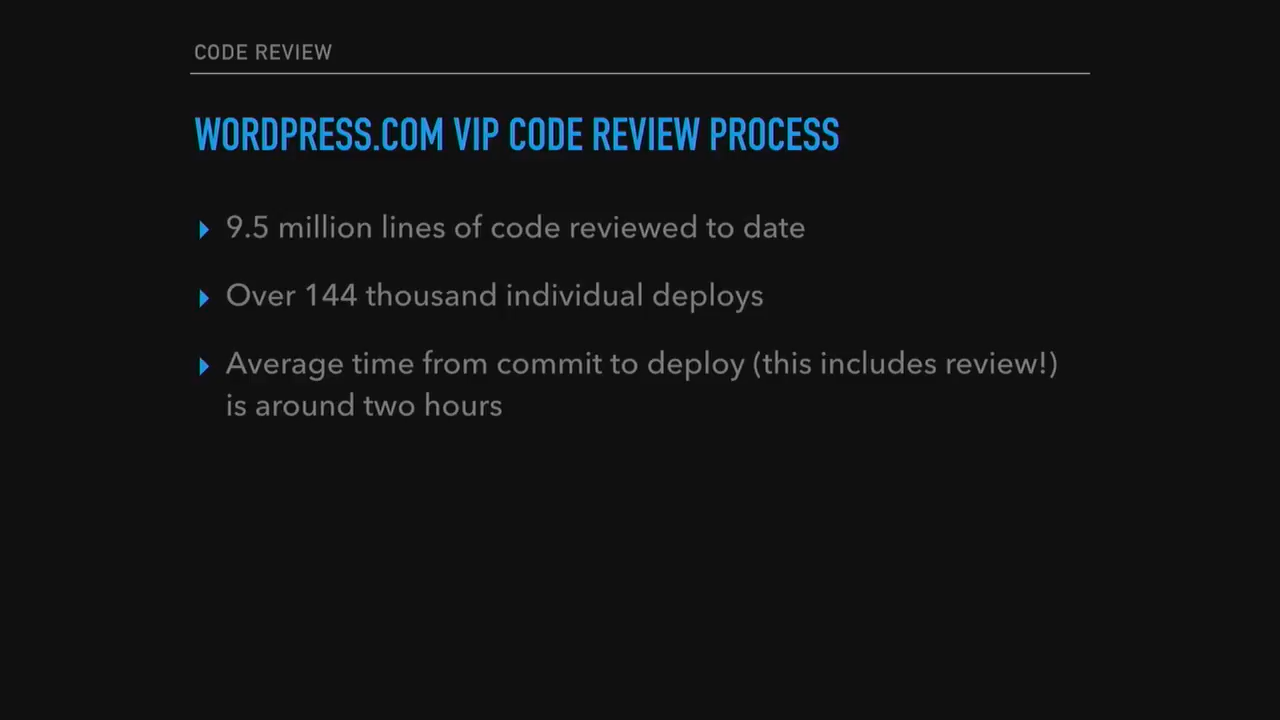 CODE REVIEW
WORDPRESS.COM VIP CODE REVIEW PROCESS
9.5 million lines of code reviewed to date
Over 144 thousand individual deploys
Average time from commit to deploy (this includes review!)
is around two hours